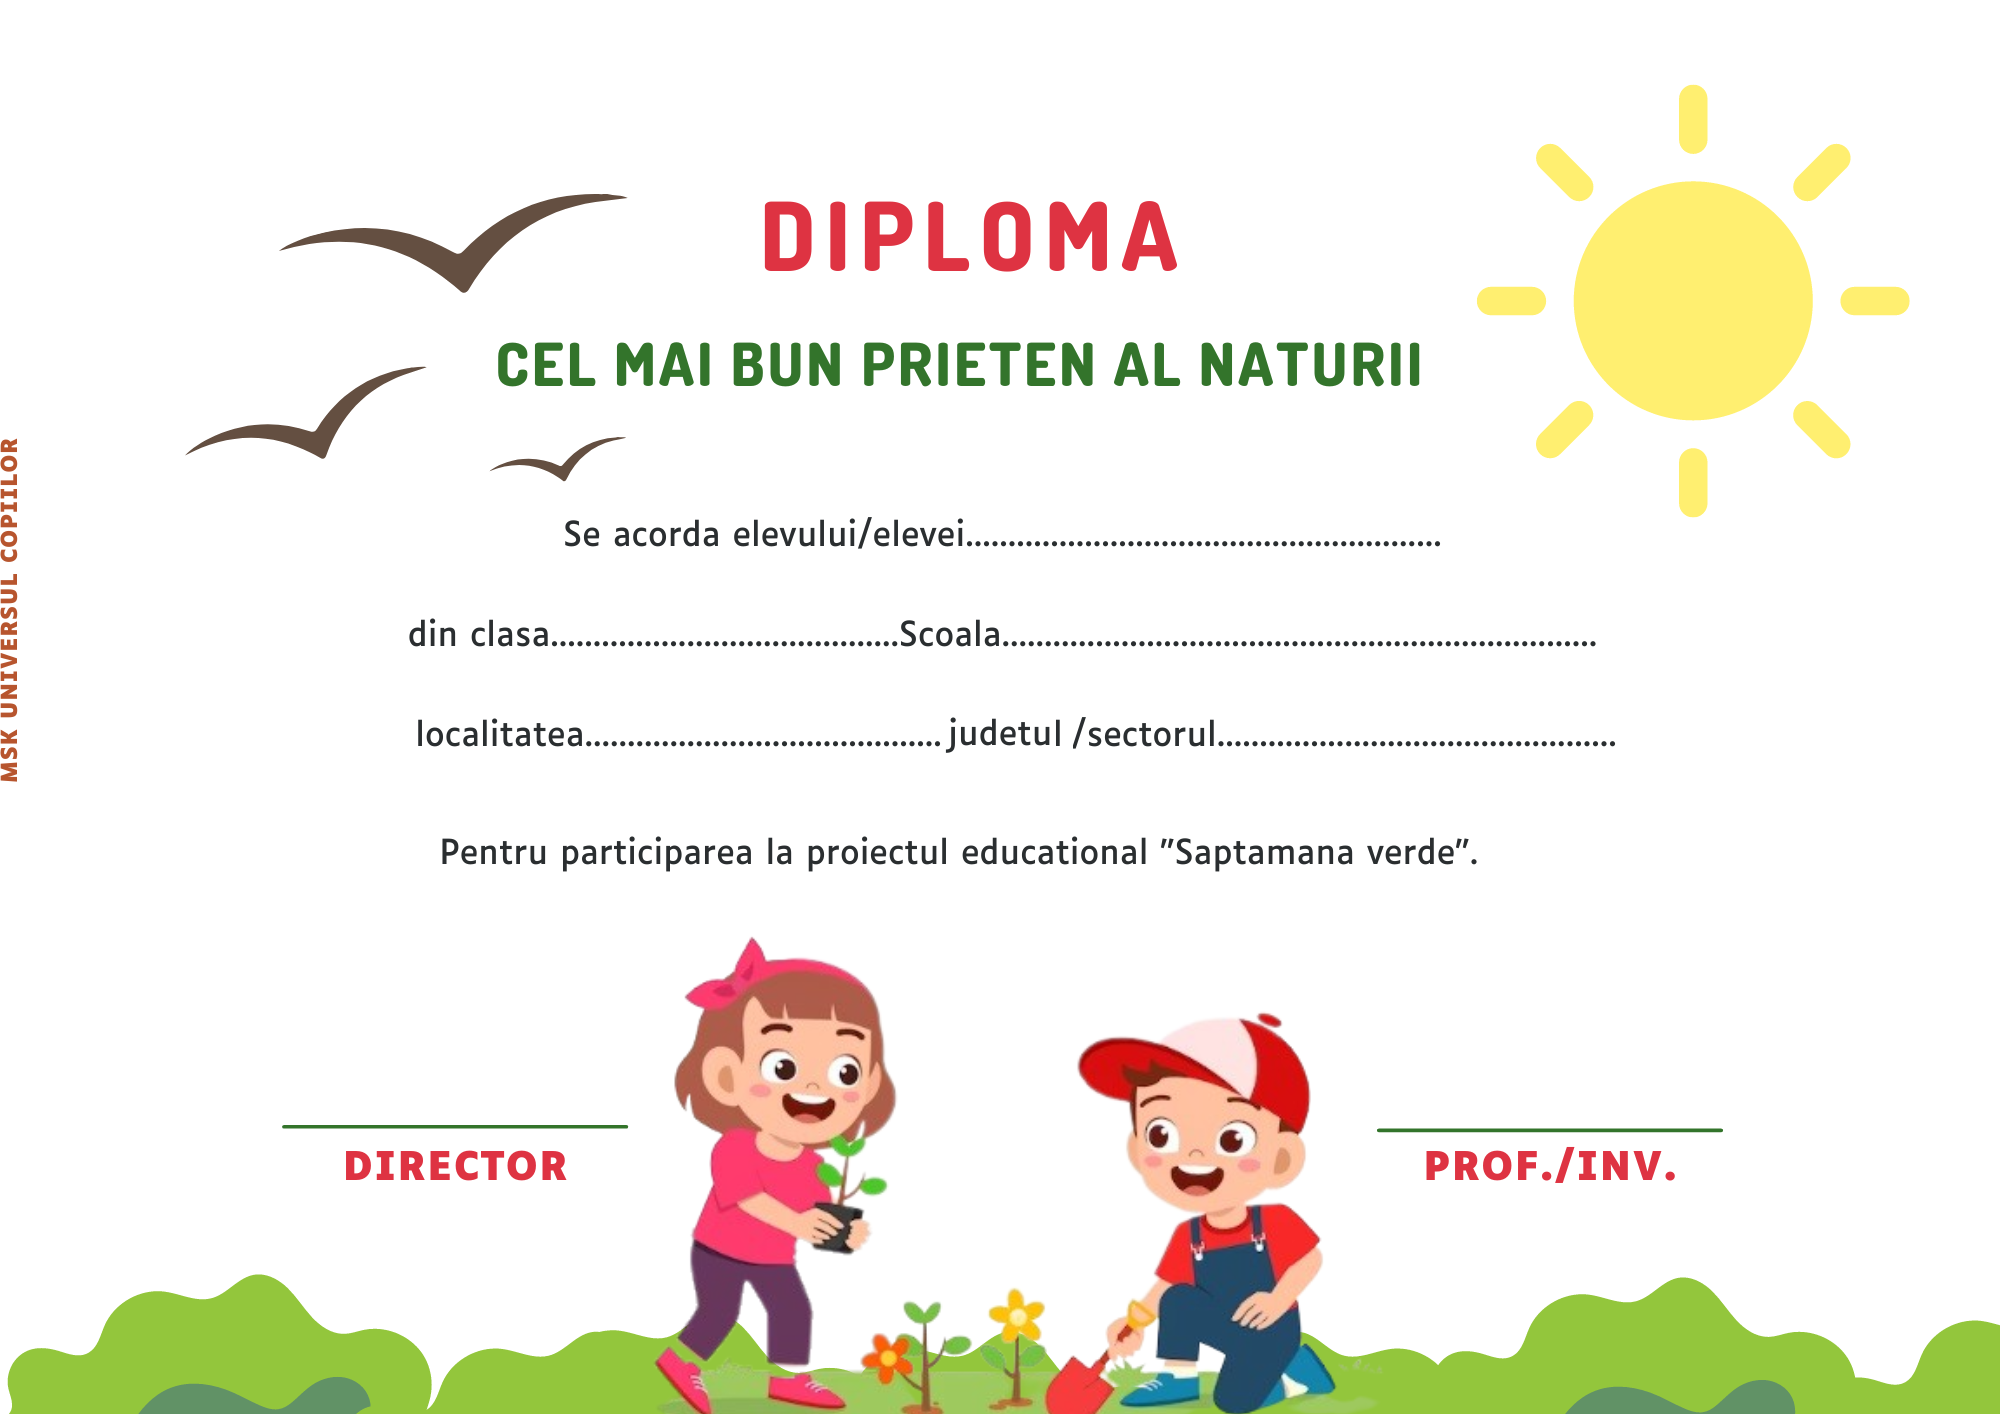 DIPLOMA
CEL MAI BUN PRIETEN AL NATURII
Se acorda elevului/elevei........................................................
din clasa.........................................Scoala......................................................................
localitatea.......................................... judetul /sectorul...............................................
Pentru participarea la proiectul educational "Saptamana verde".
DIRECTOR
PROF./INV.
MSK UNIVERSUL COPIILOR